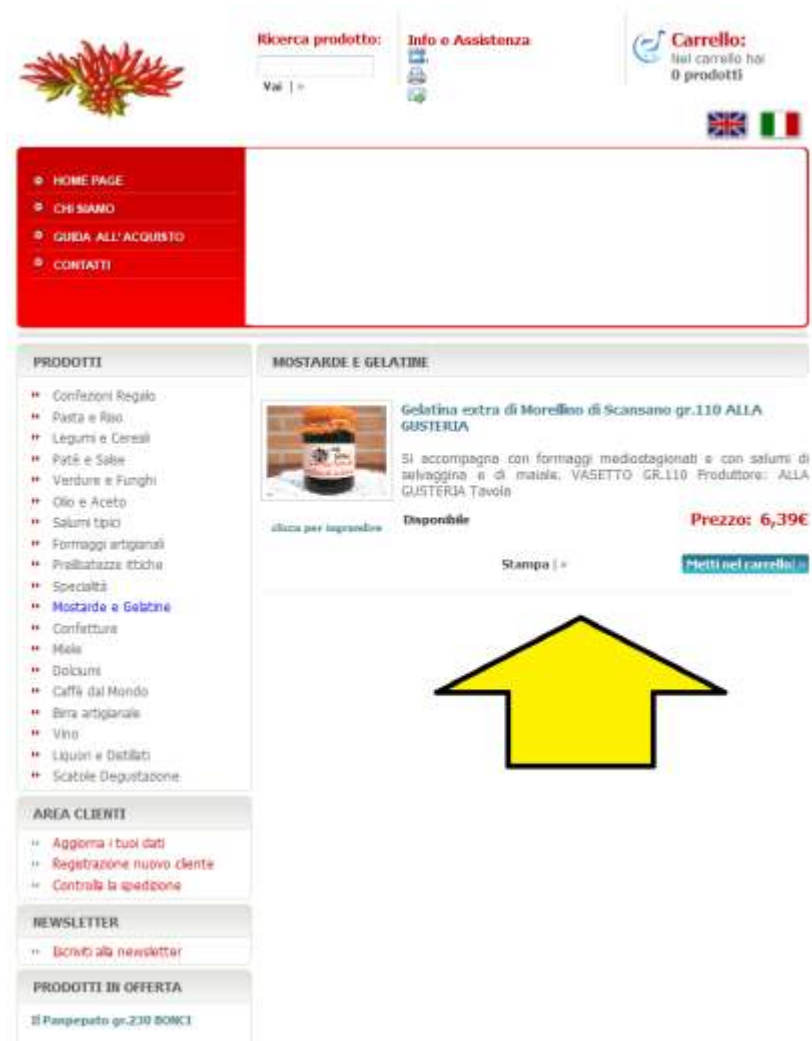 Ricerca prodotto:
Vai | »
Info e Assistenza
Carrello:
Nel carrello hai
0 prodotti
HOME PAGE
CHI SIAMO
GUIDA ALL'ACQUISTO
CONTATTI
PRODOTTI
Confezioni Regalo
Pasta e Riso
Legumi e Cereali
Paté e Salse
Verdure e Funghi
Olio e Aceto
Salumi tipici
Formaggi artigianali
Prelibatezze ittiche
Specialità
Mostarde e Gelatine
Confetture
Miele
Dolciumi
Caffè dal Mondo
Birra artigianale
Vino
Liquori e Distillati
Scatole Degustazione
AREA CLIENTI
Aggiorna i tuoi dati
Registrazione nuovo cliente
Controlla la spedizione
NEWSLETTER
Iscriviti alla newsletter
PRODOTTI IN OFFERTA
Il Panpepato gr.230 BONCI
MOSTARDE E GELATINE
Gelatina extra di Morellino di Scansano gr.110 ALLA
GUSTERIA
Si accompagna con formaggi mediostagionati e con salumi di
selvaggina e di maiale. VASETTO GR.110 Produttore: ALLA
GUSTERIA Tavola
clicca per ingrandire
Disponibile
Prezzo: 6,39€
Stampa | »
Metti nel carrello| »